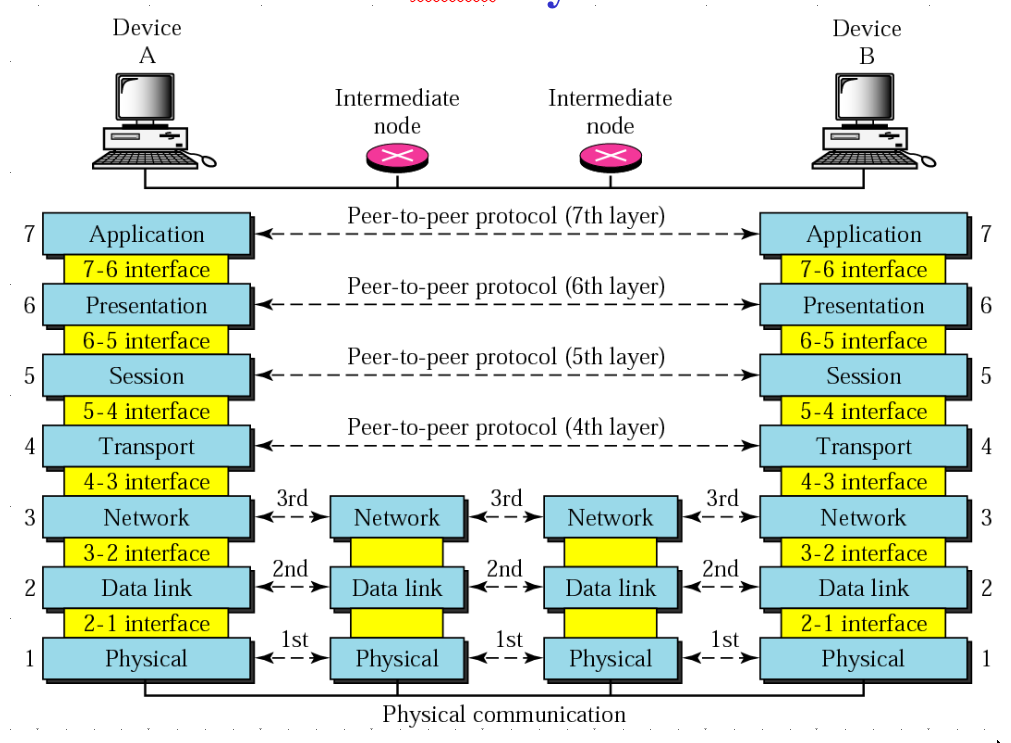 Device
A
Device
B
Intermediate
node
Intermediate
node
Peer-to-peer protocol (7th layer)
7 Application Application 7
7-6 interface 7-6 interface
Peer-to-peer protocol (6th layer)
6 Presentation Presentation 6
6-5 interface 6-5 interface
Peer-to-peer protocol (5th layer)
5 Session Session 5
5-4 interface 5-4 interface
Peer-to-peer protocol (4th layer)
4 Transport Transport 4
4-3 interface 4-3 interface
3rd 3rd 3rd
3 Network Network Network Network 3
3-2 interface 3-2 interface
2nd 2nd 2nd
2 Data link Data link Data link Data link 2
2-1 interface 2-1 interface
1st 1st 1st
1 Physical Physical Physical Physical 1
Physical communication